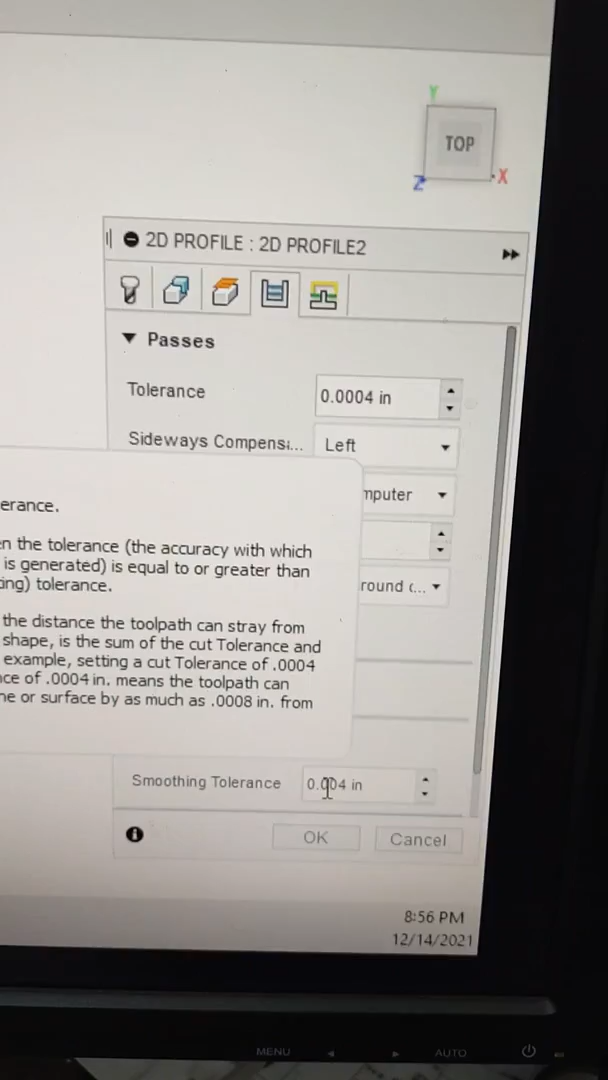 Y
TOP
Z
X
2D PROFILE : 2D PROFILE2
Passes
Tolerance
0.0004 in
Sideways Compensi...
Left
mputer
erance.
n the tolerance (the accuracy with which
is generated) is equal to or greater than
ing) tolerance.
round (...
the distance the toolpath can stray from
shape, is the sum of the cut Tolerance and
example, setting a cut Tolerance of .0004
ce of .0004 in. means the toolpath can
ne or surface by as much as .0008 in. from
Smoothing Tolerance
0.004 in
OK
Cancel
8:56 PM
12/14/2021
MENU
AUTO